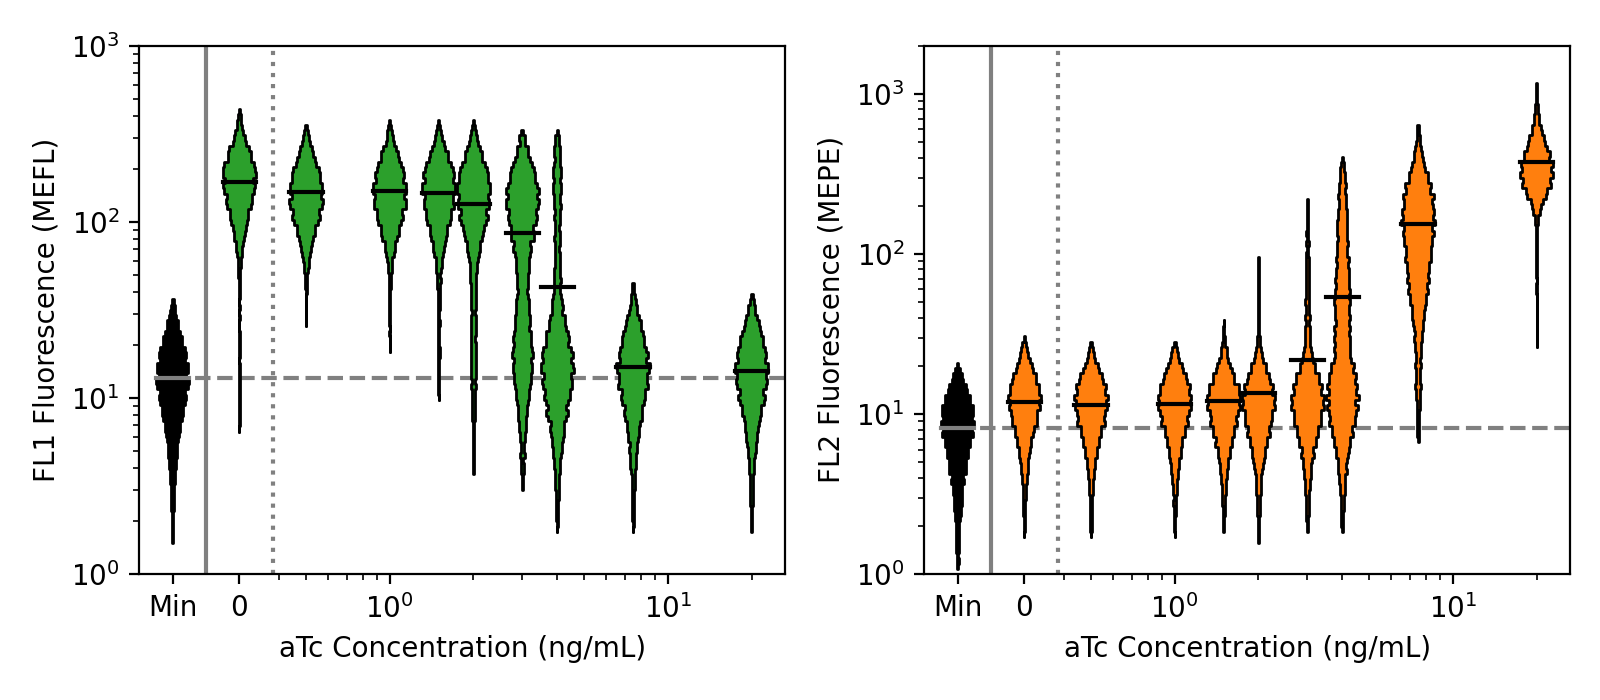 FL1 Fluorescence (MEFL)
10³
10²
10¹
10⁰
Min 0 10⁰ 10¹
aTc Concentration (ng/mL)
FL2 Fluorescence (MEPE)
10³
10²
10¹
10⁰
Min 0 10⁰ 10¹
aTc Concentration (ng/mL)